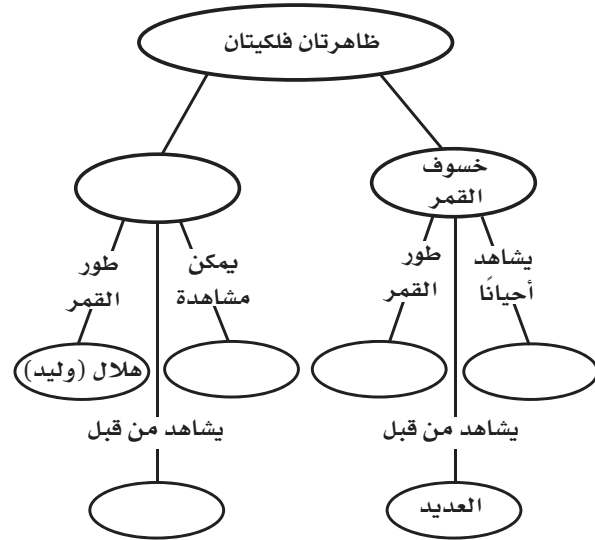 ظاهرتان فلكيتان
خسوف
القمر
يشاهد
أحيانًا
طور
القمر
يمكن
مشاهدة
طور
القمر
هلال (وليد)
يشاهد من قبل
يشاهد من قبل
العديد